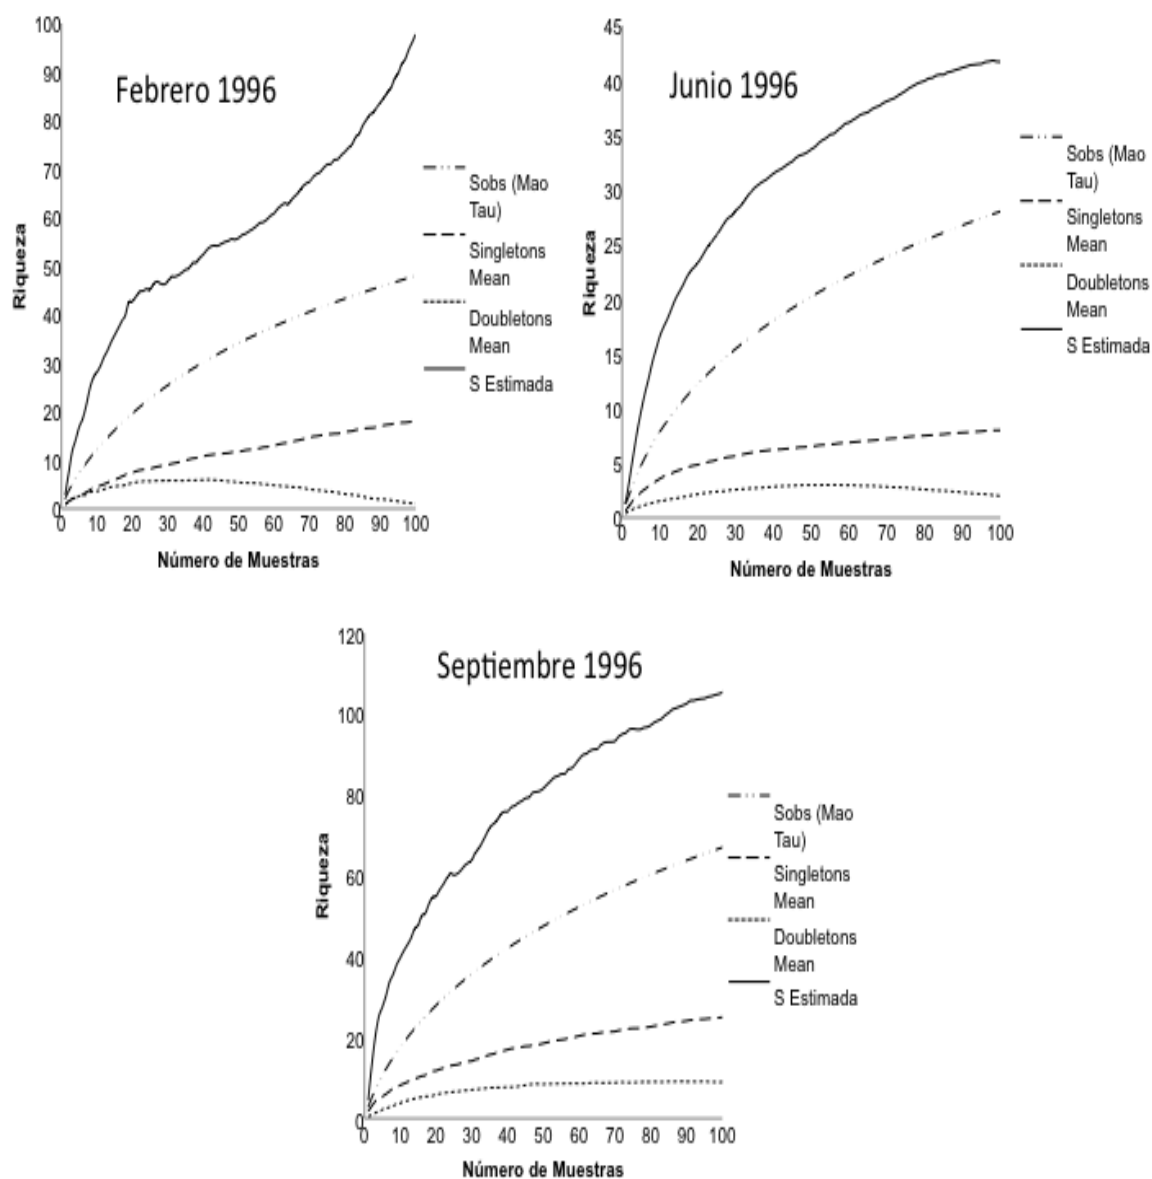 Febrero 1996
100
90
80
70
60
50
40
30
20
10
0
Riqueza
0 10 20 30 40 50 60 70 80 90 100
Número de Muestras
Sobs (Mao
Tau)
Singletons
Mean
Doubletons
Mean
S Estimada
Junio 1996
45
40
35
30
25
20
15
10
5
0
Riqueza
0 10 20 30 40 50 60 70 80 90 100
Número de Muestras
Sobs (Mao
Tau)
Singletons
Mean
Doubletons
Mean
S Estimada
Septiembre 1996
120
100
80
60
40
20
0
Riqueza
0 10 20 30 40 50 60 70 80 90 100
Número de Muestras
Sobs (Mao
Tau)
Singletons
Mean
Doubletons
Mean
S Estimada